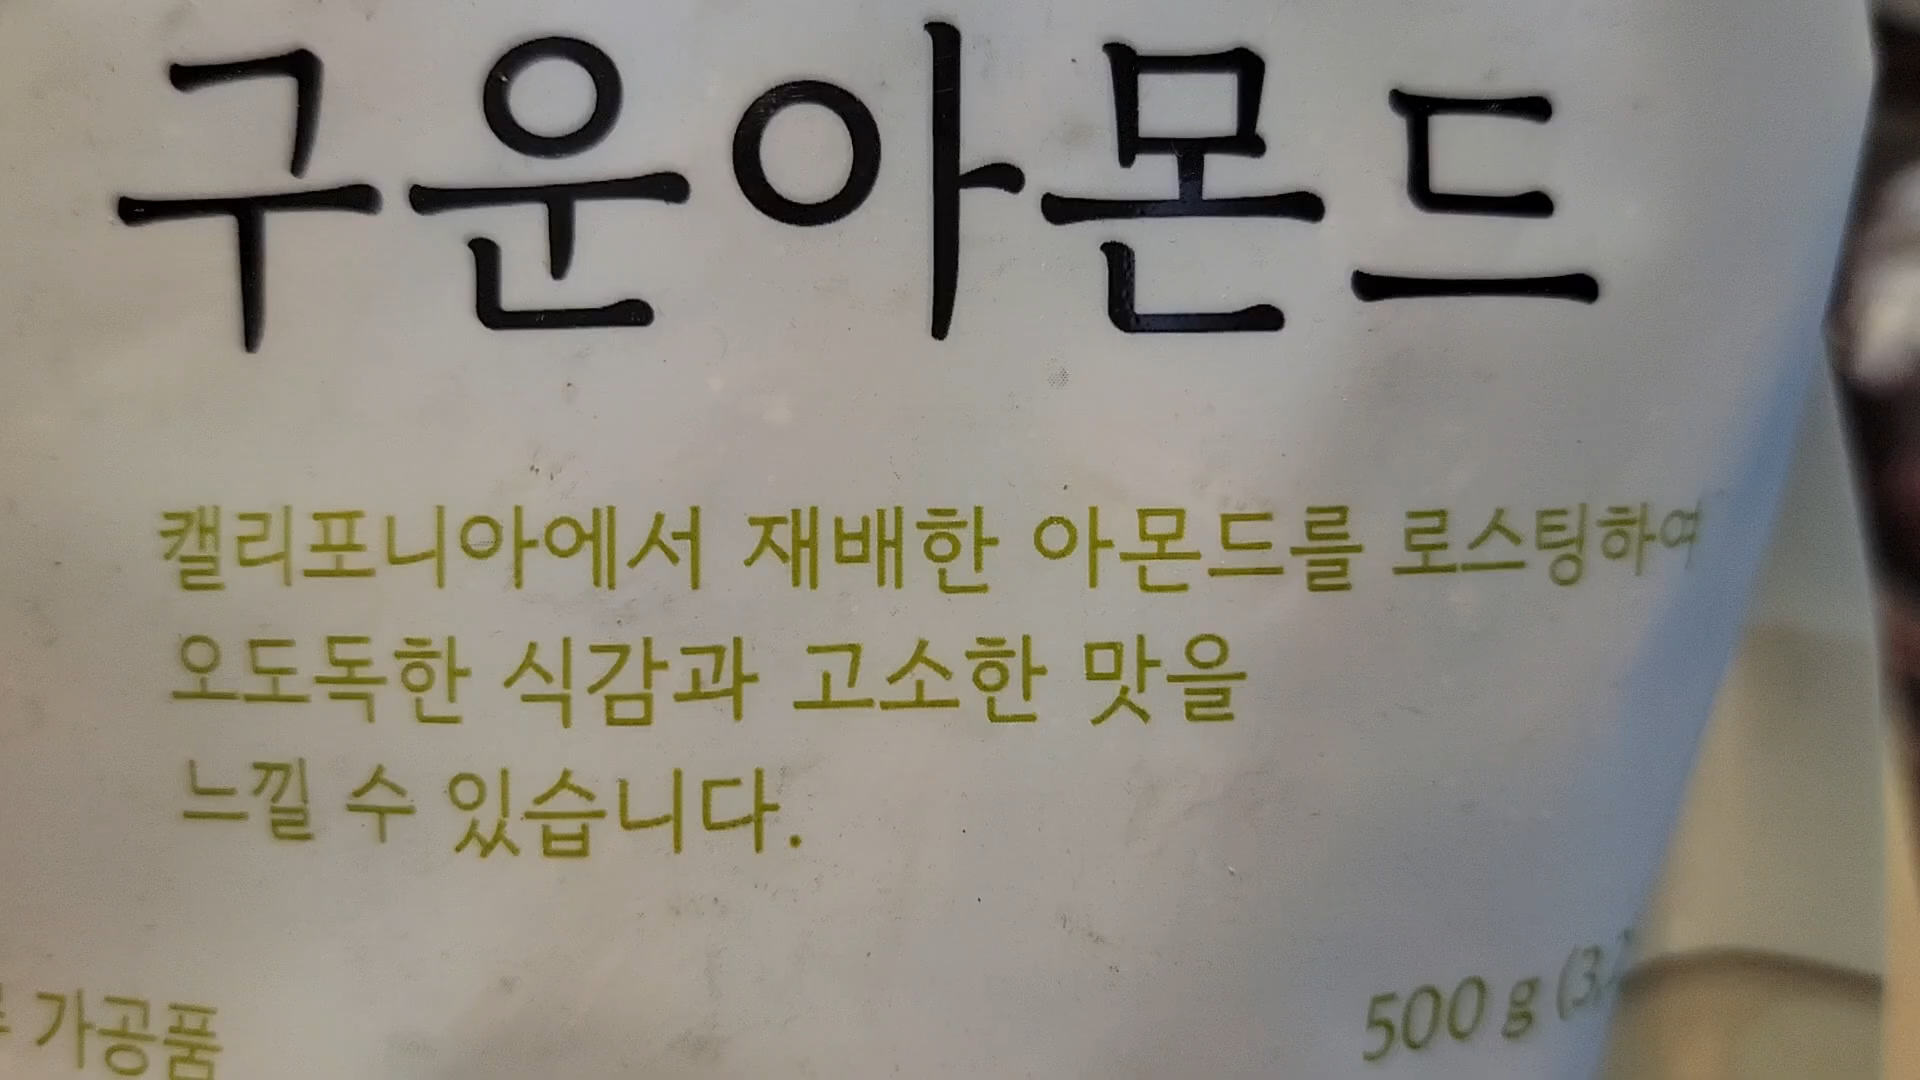 구운아몬드
캘리포니아에서 재배한 아몬드를 로스팅하여
오도독한 식감과 고소한 맛을
느낄 수 있습니다.
가공품
500 g